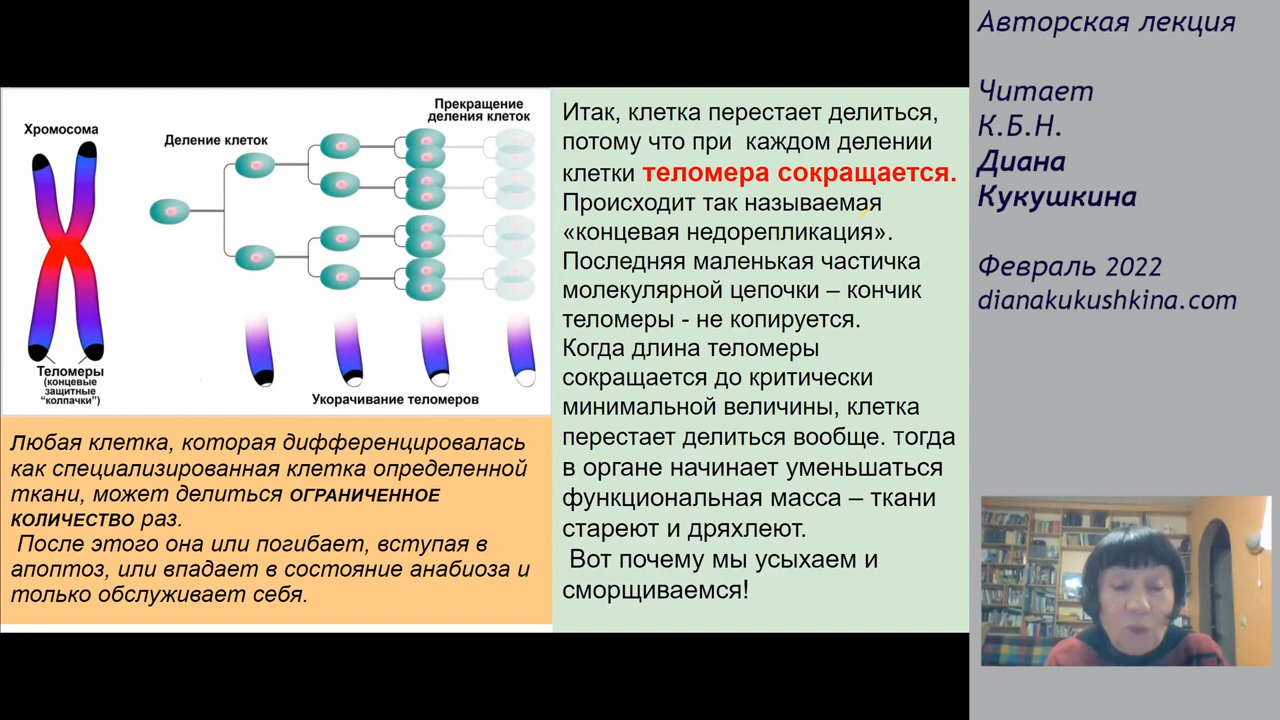 Хромосома
Деление клеток
Прекращение
деления клеток
Теломеры
(концевые
защитные
"колпачки")
Укорачивание теломеров
Любая клетка, которая дифференцировалась
как специализированная клетка определенной
ткани, может делиться ОГРАНИЧЕННОЕ
КОЛИЧЕСТВО раз.
После этого она или погибает, вступая в
апоптоз, или впадает в состояние анабиоза и
только обслуживает себя.
Итак, клетка перестает делиться,
потому что при каждом делении
клетки теломера сокращается.
Происходит так называемая
«концевая недорепликация».
Последняя маленькая частичка
молекулярной цепочки – кончик
теломеры - не копируется.
Когда длина теломеры
сокращается до критически
минимальной величины, клетка
перестает делиться вообще. тогда
в органе начинает уменьшаться
функциональная масса – ткани
стареют и дряхлеют.
Вот почему мы усыхаем и
сморщиваемся!
Авторская лекция
Читает
К.Б.Н.
Диана
Кукушкина
Февраль 2022
dianakukushkina.com